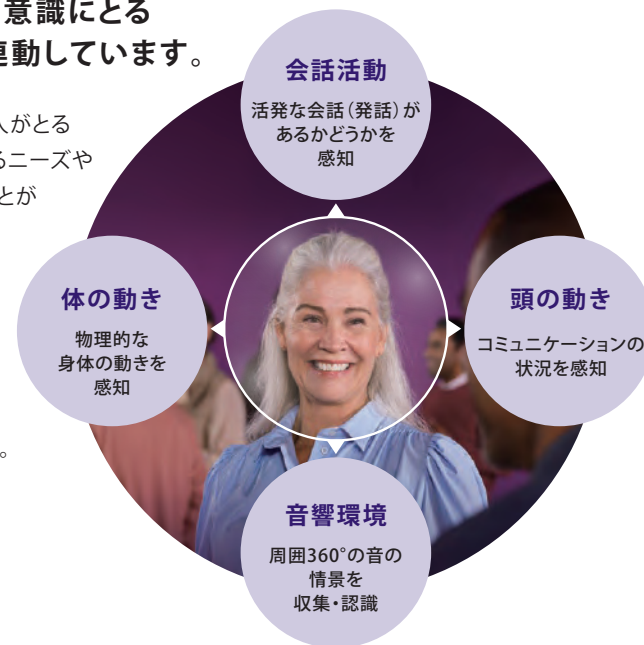 意識にとる
連動しています。
人がとる
るニーズや
とが
。
会話活動
活発な会話（発話）が
あるかどうかを
感知
体の動き
物理的な
身体の動きを
感知
頭の動き
コミュニケーションの
状況を感知
音響環境
周囲360°の音の
情景を
収集・認識